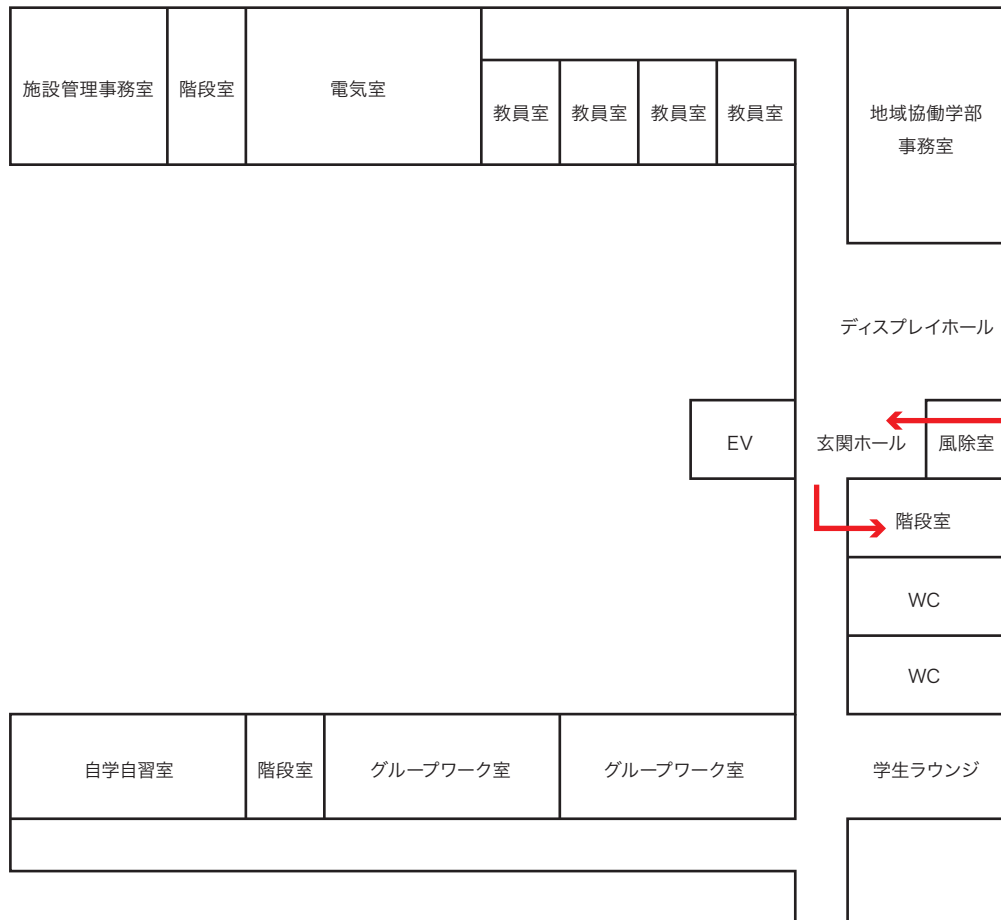 施設管理事務室
階段室
電気室
教員室
教員室
教員室
教員室
地域協働学部
事務室
ディスプレイホール
EV
玄関ホール
風除室
階段室
WC
WC
自学自習室
階段室
グループワーク室
グループワーク室
学生ラウンジ